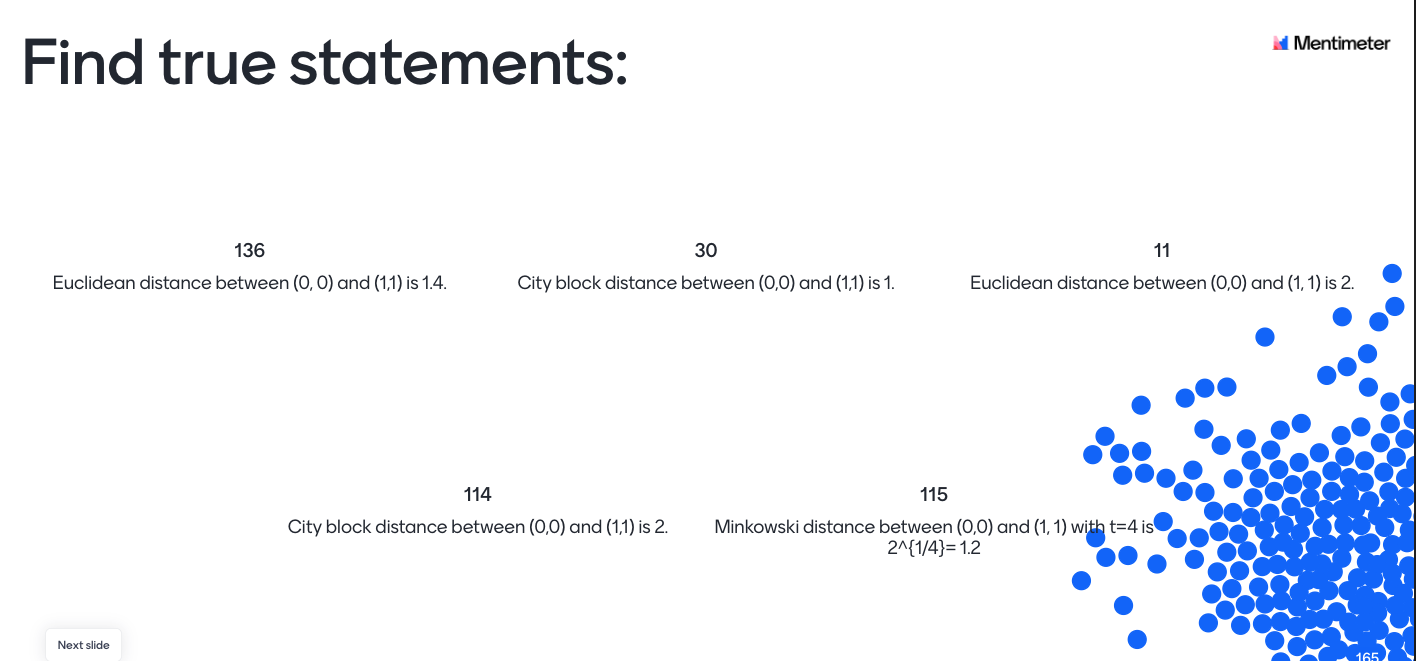 Find true statements:
Mentimeter
136
Euclidean distance between (0, 0) and (1,1) is 1.4.
30
City block distance between (0,0) and (1,1) is 1.
11
Euclidean distance between (0,0) and (1, 1) is 2.
114
City block distance between (0,0) and (1,1) is 2.
115
Minkowski distance between (0,0) and (1, 1) with t=4 is
2^{1/4}= 1.2
Next slide
165